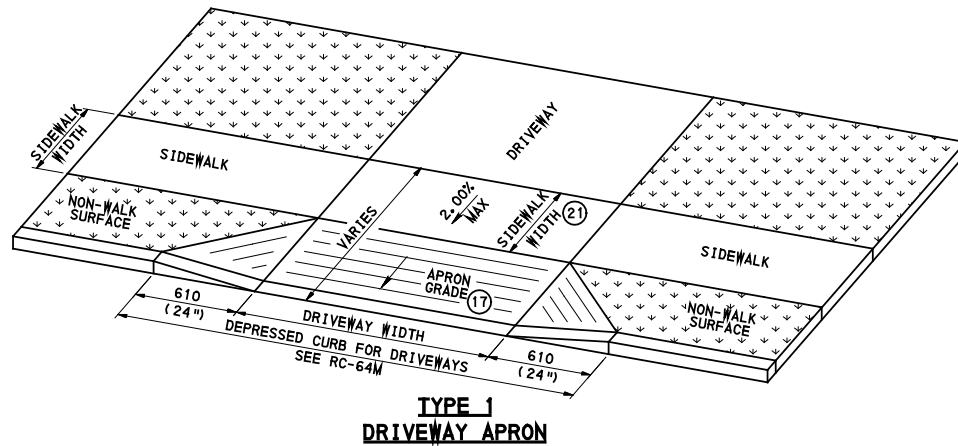 DRIVEWAY
SIDEWALK
WIDTH
SIDEWALK
NON-WALK
SURFACE
VARIES
2.00%
MAX
SIDEWALK
WIDTH 21
SIDEWALK
APRON
GRADE 17
NON-WALK
SURFACE
610
(24")
DRIVEWAY WIDTH
610
(24")
DEPRESSED CURB FOR DRIVEWAYS
SEE RC-64M
TYPE 1
DRIVEWAY APRON